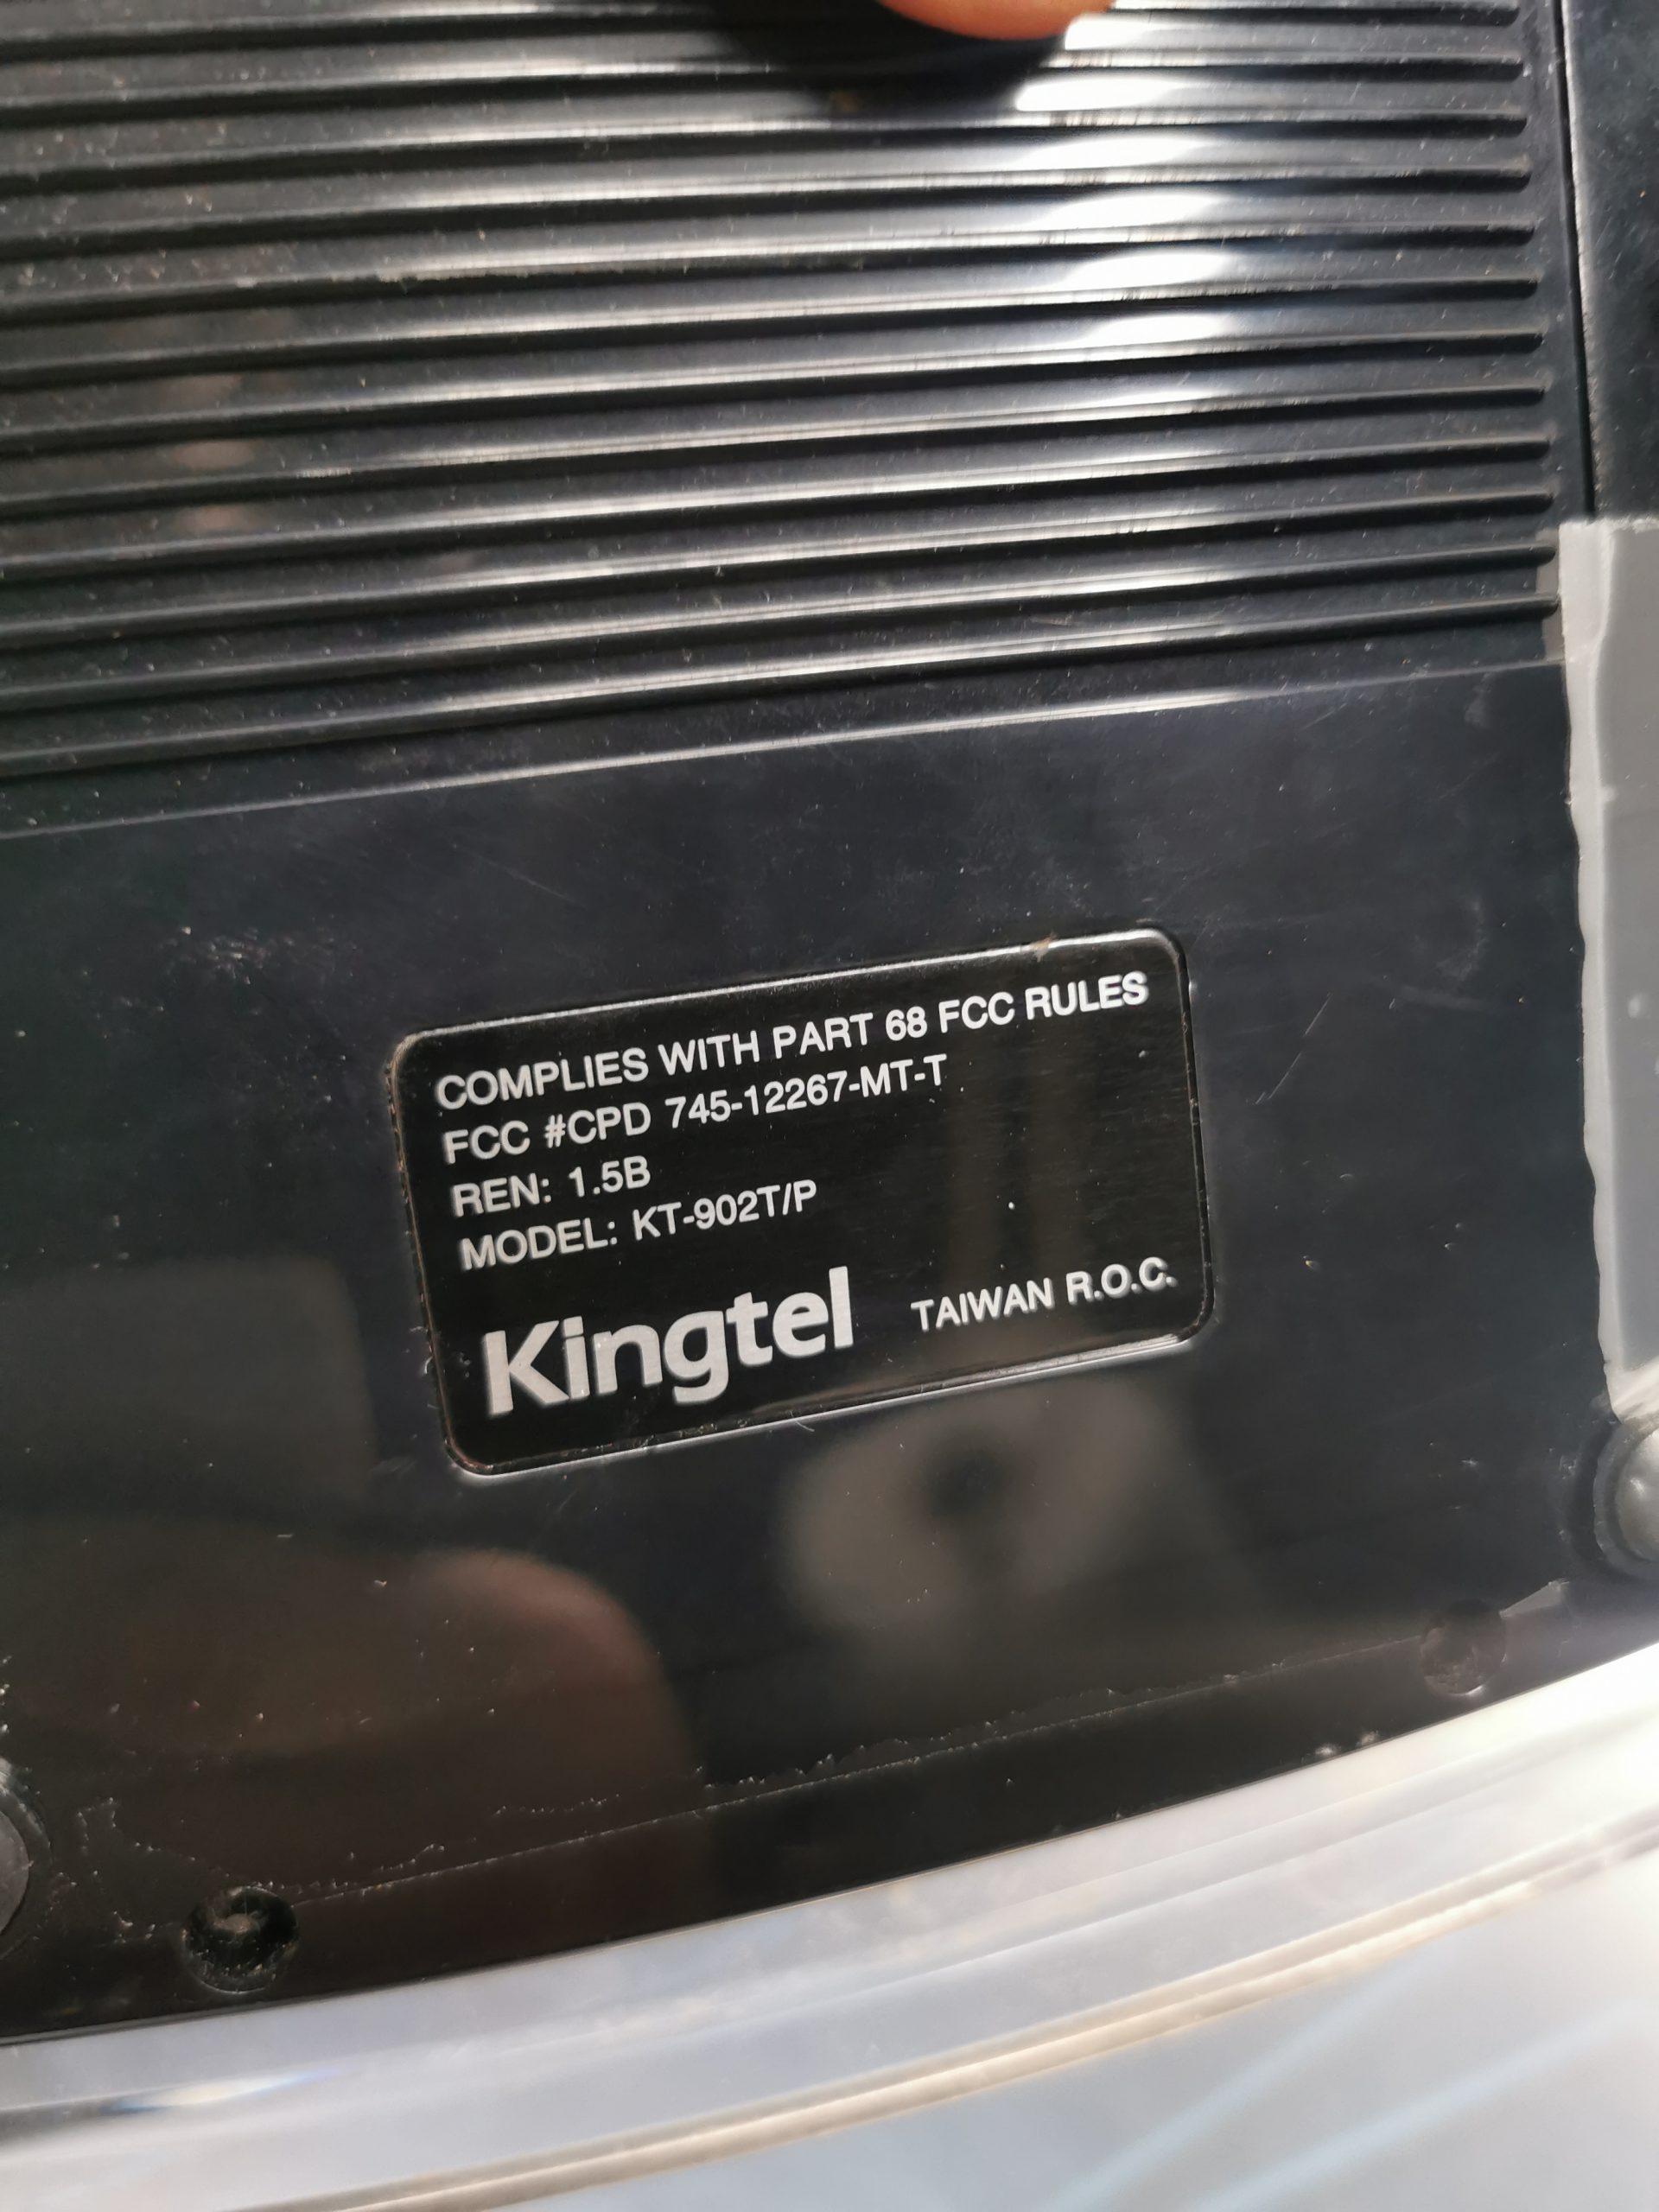 COMPLIES WITH PART 68 FCC RULES
FCC #CPD 745-12267-MT-T
REN: 1.5B
MODEL: KT-902T/P
Kingtel TAIWAN R.O.C.